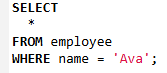 SELECT
  *
FROM employee
WHERE name = 'Ava';